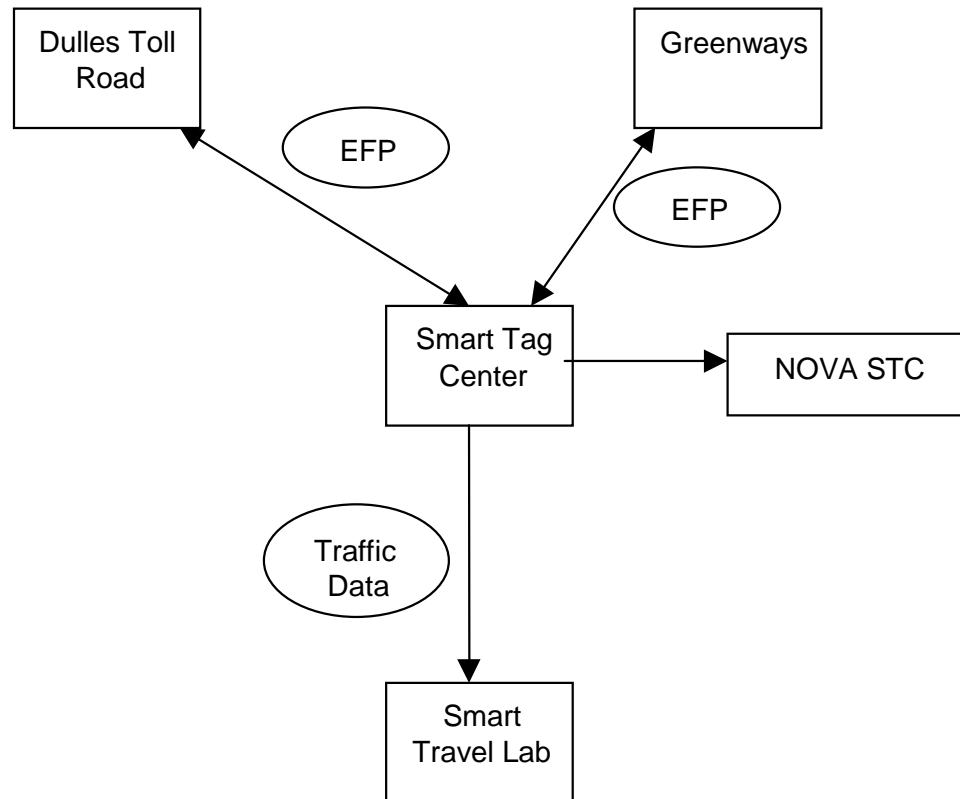 Dulles Toll
Road
Greenways
EFP
EFP
Smart Tag
Center
NOVA STC
Traffic
Data
Smart
Travel Lab